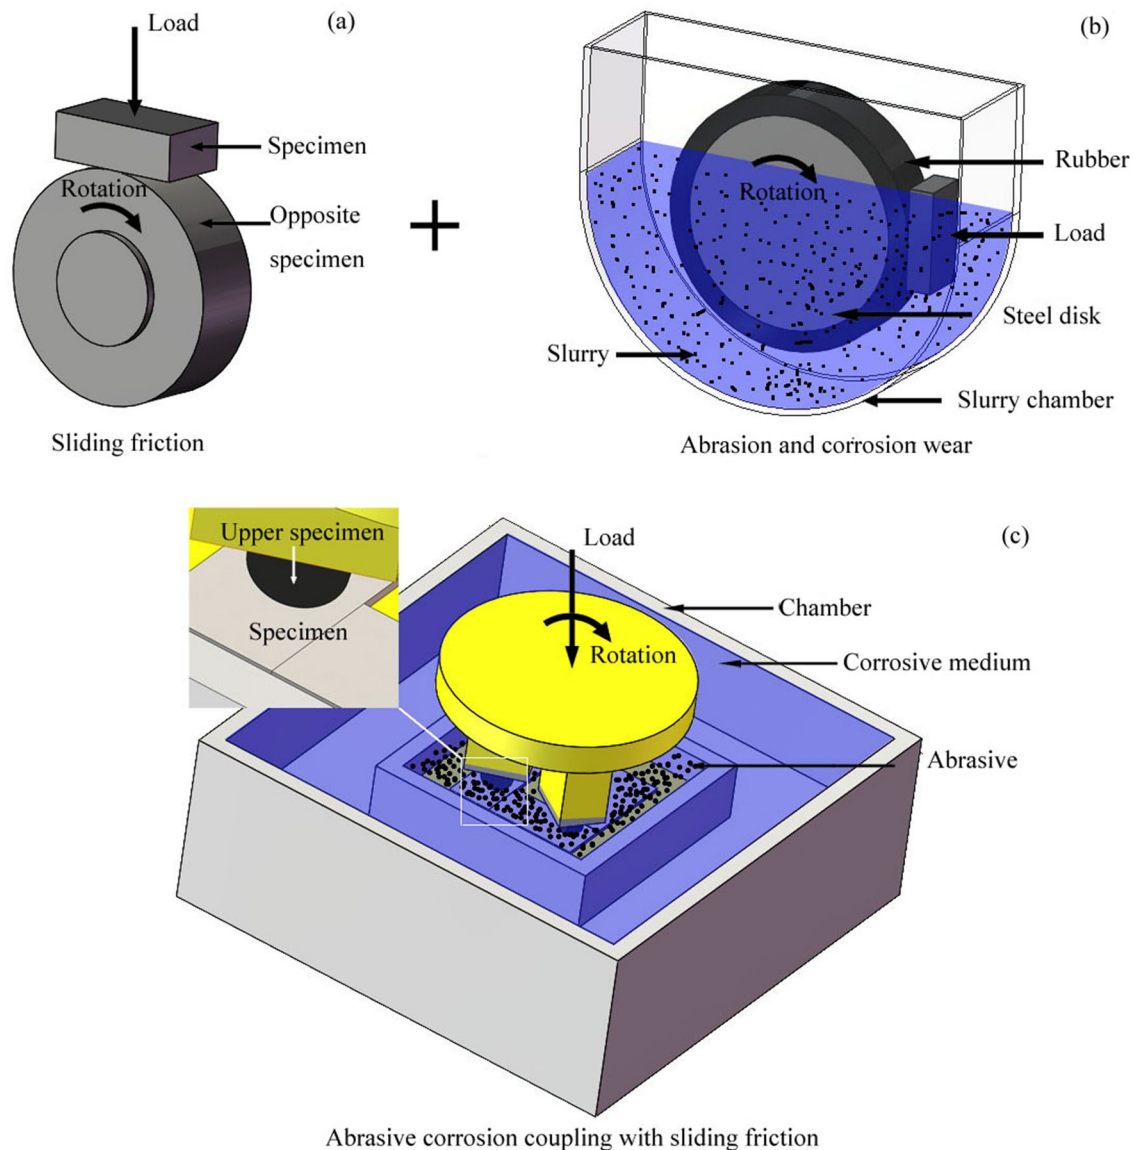 (a)
Load
Specimen
Rotation
Opposite
specimen
Sliding friction
+
(b)
Rubber
Rotation
Load
Steel disk
Slurry
Slurry chamber
Abrasion and corrosion wear
(c)
Upper specimen
Specimen
Load
Rotation
Chamber
Corrosive medium
Abrasive
Abrasive corrosion coupling with sliding friction